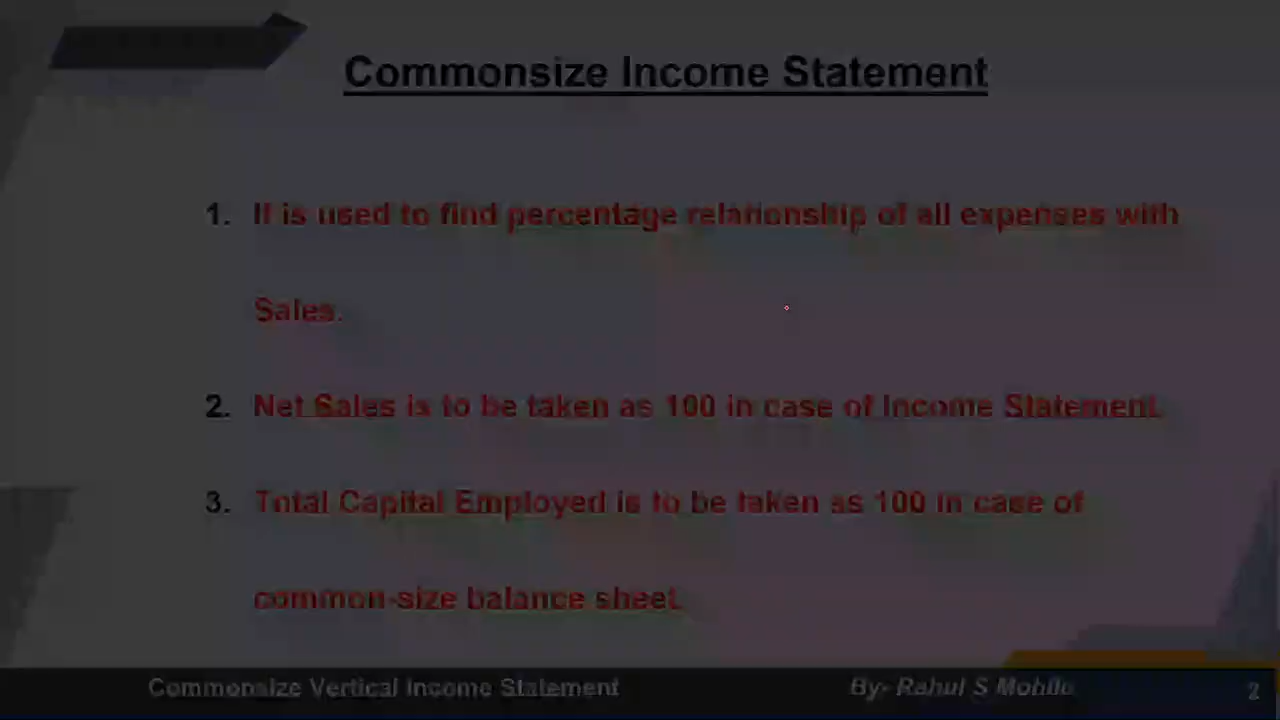 Commonsize Income Statement
1. It is used to find percentage relationship of all expenses with
Sales.
2. Net Sales is to be taken as 100 in case of Income Statement.
3. Total Capital Employed is to be taken as 100 in case of
common-size balance sheet.
Commonsize Vertical Income Statement By- Rahul S Mohile 2